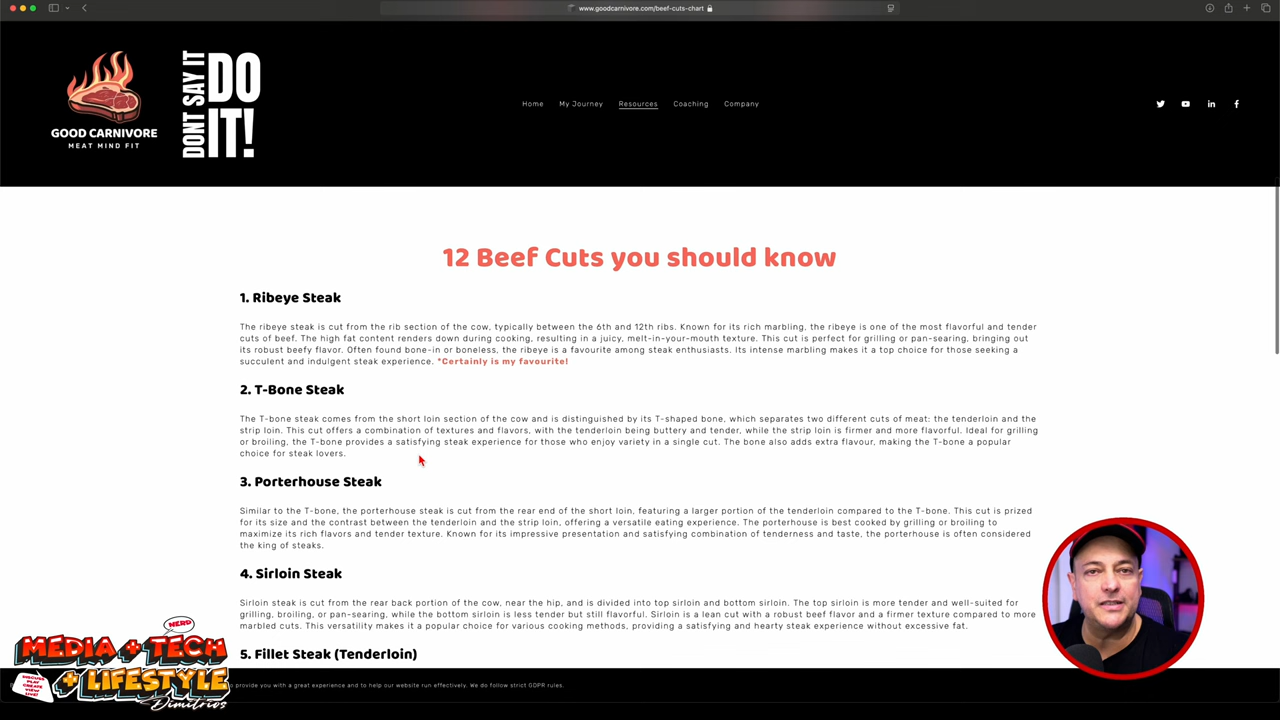 www.goodcarnivore.com/beef-cuts-chart
GOOD CARNIVORE
MEAT MIND FIT
DONT SAY IT
DO
IT!
Home
My Journey
Resources
Coaching
Company
12 Beef Cuts you should know
1. Ribeye Steak
The ribeye steak is cut from the rib section of the cow, typically between the 6th and 12th ribs. Known for its rich marbling, the ribeye is one of the most flavorful and tender
cuts of beef. The high fat content renders down during cooking, resulting in a juicy, melt-in-your-mouth texture. This cut is perfect for grilling or pan-searing, bringing out
its robust beefy flavor. Often found bone-in or boneless, the ribeye is a favourite among steak enthusiasts. Its intense marbling makes it a top choice for those seeking a
succulent and indulgent steak experience. *Certainly is my favourite!
2. T-Bone Steak
The T-bone steak comes from the short loin section of the cow and is distinguished by its T-shaped bone, which separates two different cuts of meat: the tenderloin and the
strip loin. This cut offers a combination of textures and flavors, with the tenderloin being buttery and tender, while the strip loin is firmer and more flavorful. Ideal for grilling
or broiling, the T-bone provides a satisfying steak experience for those who enjoy variety in a single cut. The bone also adds extra flavour, making the T-bone a popular
choice for steak lovers.
3. Porterhouse Steak
Similar to the T-bone, the porterhouse steak is cut from the rear end of the short loin, featuring a larger portion of the tenderloin compared to the T-bone. This cut is prized
for its size and the contrast between the tenderloin and the strip loin, offering a versatile eating experience. The porterhouse is best cooked by grilling or broiling to
maximize its rich flavors and tender texture. Known for its impressive presentation and satisfying combination of tenderness and taste, the porterhouse is often considered
the king of steaks.
4. Sirloin Steak
Sirloin steak is cut from the rear back portion of the cow, near the hip, and is divided into top sirloin and bottom sirloin. The top sirloin is more tender and well-suited for
grilling, broiling, or pan-searing, while the bottom sirloin is less tender but still flavorful. Sirloin is a lean cut with a robust beef flavor and a firmer texture compared to more
marbled cuts. This versatility makes it a popular choice for various cooking methods, providing a satisfying and hearty steak experience without excessive fat.
5. Fillet Steak (Tenderloin)
to provide you with a great experience and to help our website run effectively. We do follow strict GDPR rules.
NERD
MEDIA + TECH
+ LIFESTYLE
DISCUSS
PLAY
CREATE
VIEW
LIVE!
Dimitrios